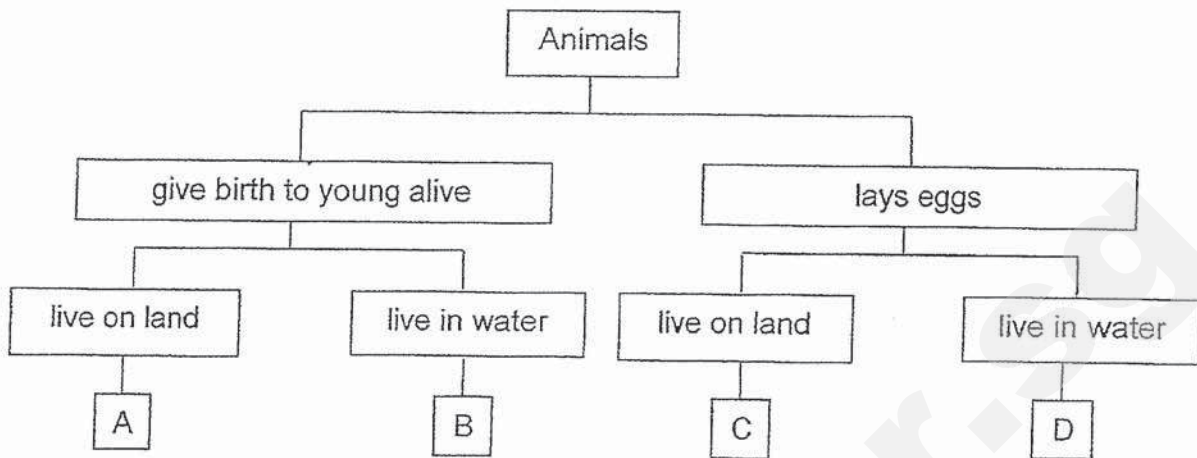 Animals
give birth to young alive
lays eggs
live on land
live in water
live on land
live in water
A
B
C
D
r.sg